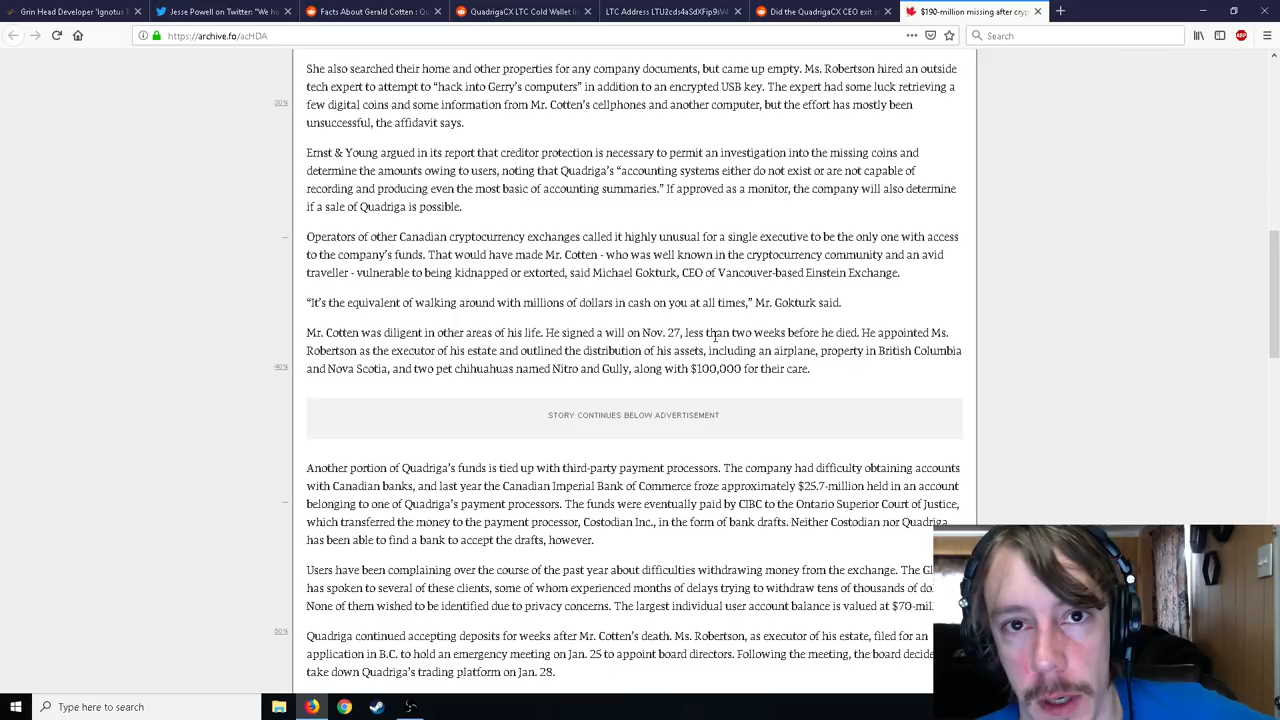 Grin Head Developer 'Ignotus P
Jesse Powell on Twitter: "We ha
Facts About Gerald Cotten : Qu
QuadrigaCX LTC Cold Wallet lin
LTC Address LTU2cds4aSdXFip9sV4
Did the QuadrigaCX CEO exit sc
$190-million missing after cryp
https://archive.fo/acHDA
Search
ABP
She also searched their home and other properties for any company documents, but came up empty. Ms. Robertson hired an outside
tech expert to attempt to “hack into Gerry’s computers” in addition to an encrypted USB key. The expert had some luck retrieving a
30%
few digital coins and some information from Mr. Cotten’s cellphones and another computer, but the effort has mostly been
unsuccessful, the affidavit says.
Ernst & Young argued in its report that creditor protection is necessary to permit an investigation into the missing coins and
determine the amounts owing to users, noting that Quadriga’s “accounting systems either do not exist or are not capable of
recording and producing even the most basic of accounting summaries.” If approved as a monitor, the company will also determine
if a sale of Quadriga is possible.
Operators of other Canadian cryptocurrency exchanges called it highly unusual for a single executive to be the only one with access
to the company’s funds. That would have made Mr. Cotten - who was well known in the cryptocurrency community and an avid
traveller - vulnerable to being kidnapped or extorted, said Michael Gokturk, CEO of Vancouver-based Einstein Exchange.
“It’s the equivalent of walking around with millions of dollars in cash on you at all times,” Mr. Gokturk said.
Mr. Cotten was diligent in other areas of his life. He signed a will on Nov. 27, less than two weeks before he died. He appointed Ms.
Robertson as the executor of his estate and outlined the distribution of his assets, including an airplane, property in British Columbia
40%
and Nova Scotia, and two pet chihuahuas named Nitro and Gully, along with $100,000 for their care.
STORY CONTINUES BELOW ADVERTISEMENT
Another portion of Quadriga’s funds is tied up with third-party payment processors. The company had difficulty obtaining accounts
with Canadian banks, and last year the Canadian Imperial Bank of Commerce froze approximately $25.7-million held in an account
belonging to one of Quadriga’s payment processors. The funds were eventually paid by CIBC to the Ontario Superior Court of Justice,
which transferred the money to the payment processor, Costodian Inc., in the form of bank drafts. Neither Costodian nor Quadriga
has been able to find a bank to accept the drafts, however.
Users have been complaining over the course of the past year about difficulties withdrawing money from the exchange. The Gl
has spoken to several of these clients, some of whom experienced months of delays trying to withdraw tens of thousands of dol
None of them wished to be identified due to privacy concerns. The largest individual user account balance is valued at $70-mil
50%
Quadriga continued accepting deposits for weeks after Mr. Cotten’s death. Ms. Robertson, as executor of his estate, filed for an
application in B.C. to hold an emergency meeting on Jan. 25 to appoint board directors. Following the meeting, the board decide
take down Quadriga’s trading platform on Jan. 28.
Type here to search